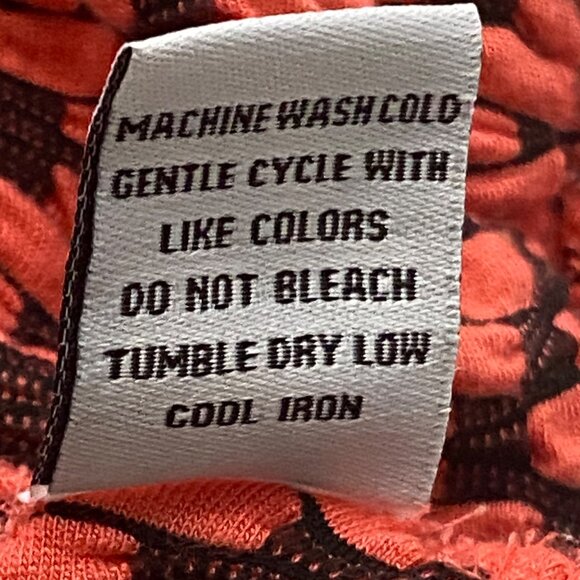 MACHINE WASH COLD
GENTLE CYCLE WITH
LIKE COLORS
DO NOT BLEACH
TUMBLE DRY LOW
COOL IRON